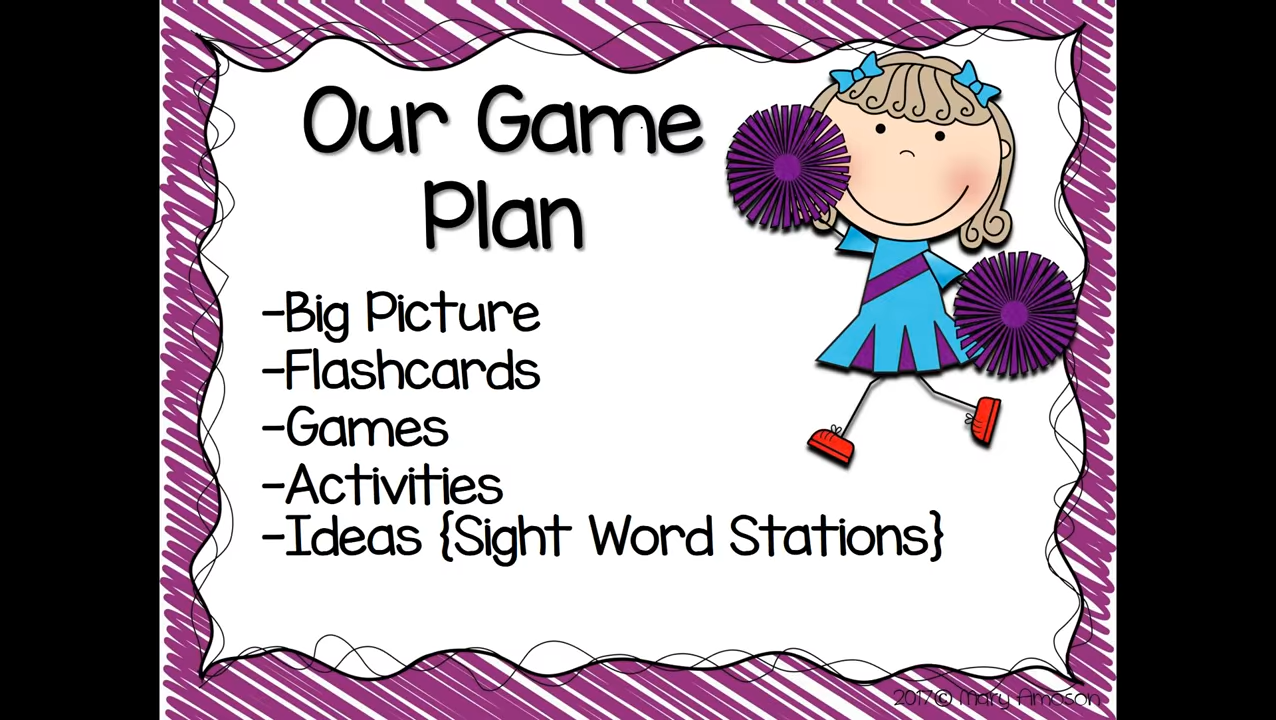 Our Game
Plan
-Big Picture
-Flashcards
-Games
-Activities
-Ideas {Sight Word Stations}
2017© Mary Amoson